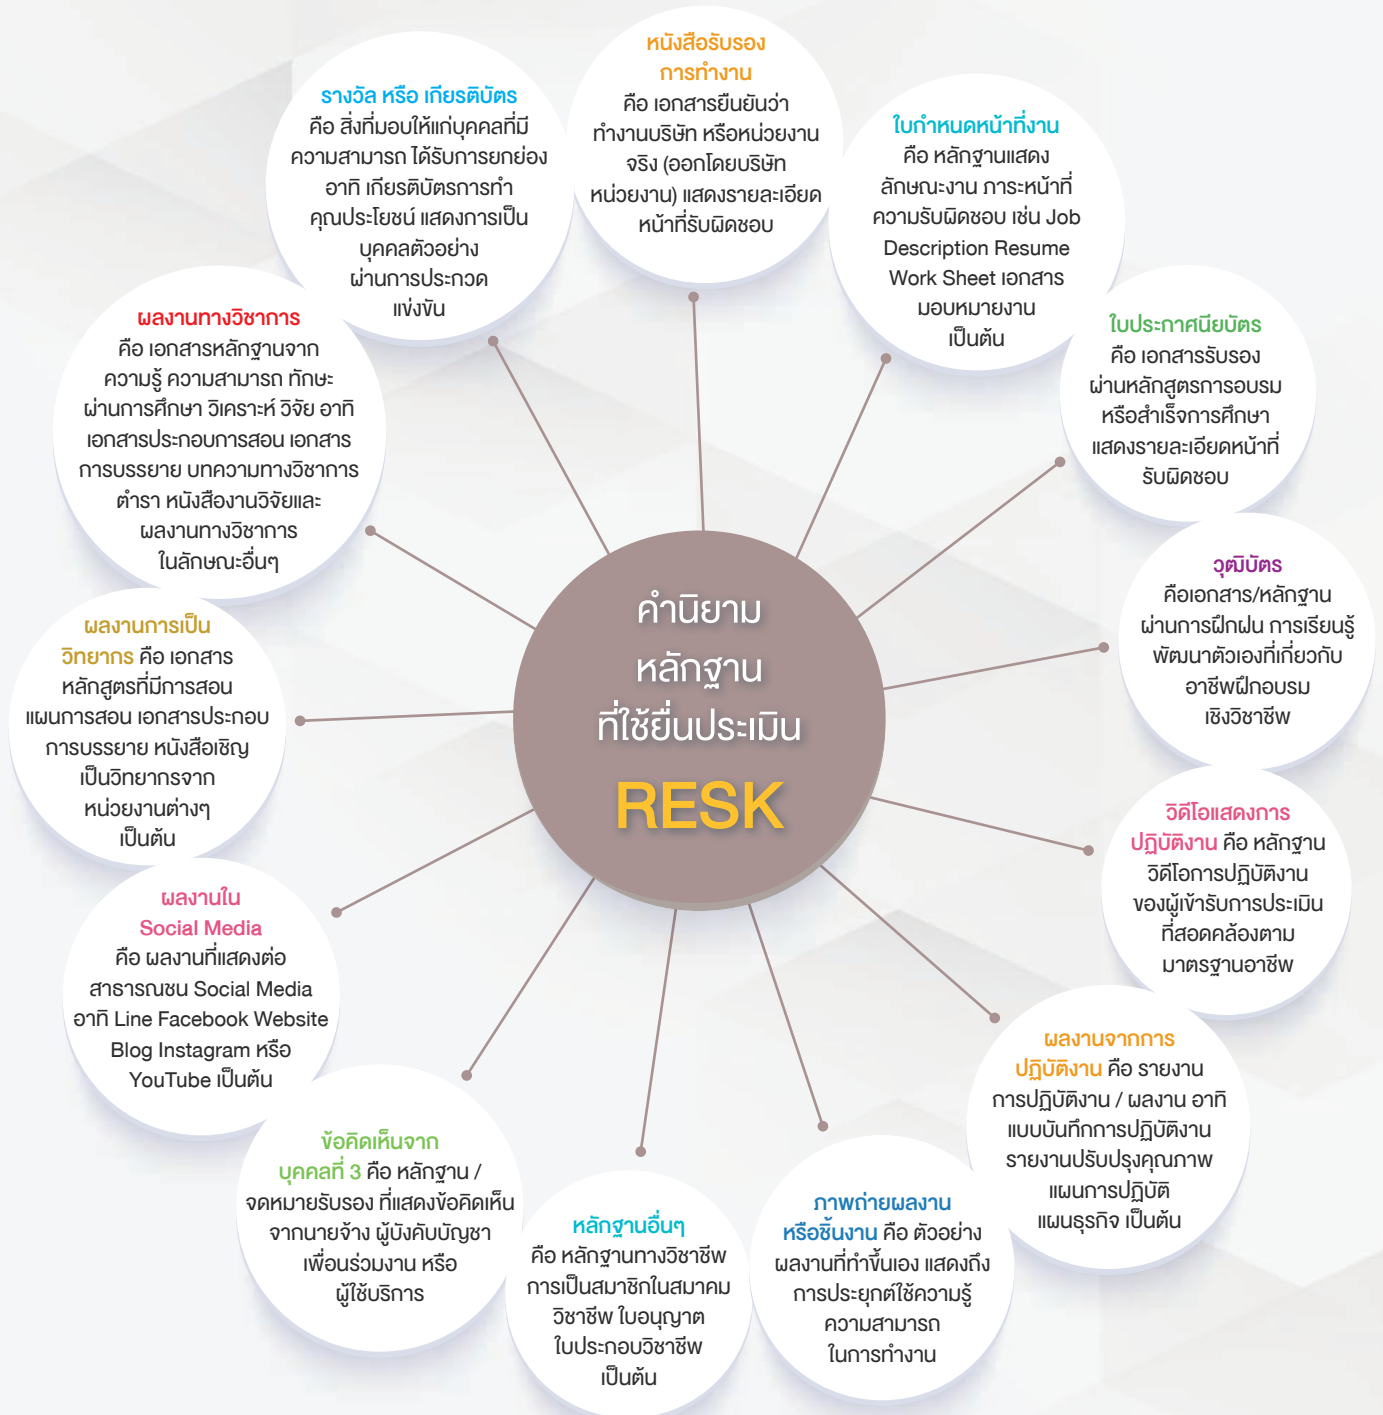 คำนิยาม
หลักฐาน
ที่ใช้ยื่นประเมิน
RESK
หนังสือรับรอง
การทำงาน
คือ เอกสารยืนยันว่า
ทำงานบริษัท หรือหน่วยงาน
จริง (ออกโดยบริษัท
หน่วยงาน) แสดงรายละเอียด
หน้าที่รับผิดชอบ
ใบกำหนดหน้าที่งาน
คือ หลักฐานแสดง
ลักษณะงาน ภาระหน้าที่
ความรับผิดชอบ เช่น Job
Description Resume
Work Sheet เอกสาร
มอบหมายงาน
เป็นต้น
ใบประกาศนียบัตร
คือ เอกสารรับรอง
ผ่านหลักสูตรการอบรม
หรือสำเร็จการศึกษา
แสดงรายละเอียดหน้าที่
รับผิดชอบ
วุฒิบัตร
คือเอกสาร/หลักฐาน
ผ่านการฝึกฝน การเรียนรู้
พัฒนาตัวเองที่เกี่ยวกับ
อาชีพฝึกอบรม
เชิงวิชาชีพ
วิดีโอแสดงการ
ปฏิบัติงาน คือ หลักฐาน
วิดีโอการปฏิบัติงาน
ของผู้เข้ารับการประเมิน
ที่สอดคล้องตาม
มาตรฐานอาชีพ
ผลงานจากการ
ปฏิบัติงาน คือ รายงาน
การปฏิบัติงาน / ผลงาน อาทิ
แบบบันทึกการปฏิบัติงาน
รายงานปรับปรุงคุณภาพ
แผนการปฏิบัติ
แผนธุรกิจ เป็นต้น
ภาพถ่ายผลงาน
หรือชิ้นงาน คือ ตัวอย่าง
ผลงานที่ทำขึ้นเอง แสดงถึง
การประยุกต์ใช้ความรู้
ความสามารถ
ในการทำงาน
หลักฐานอื่นๆ
คือ หลักฐานทางวิชาชีพ
การเป็นสมาชิกในสมาคม
วิชาชีพ ใบอนุญาต
ใบประกอบวิชาชีพ
เป็นต้น
ข้อคิดเห็นจาก
บุคคลที่ 3 คือ หลักฐาน /
จดหมายรับรอง ที่แสดงข้อคิดเห็น
จากนายจ้าง ผู้บังคับบัญชา
เพื่อนร่วมงาน หรือ
ผู้ใช้บริการ
ผลงานใน
Social Media
คือ ผลงานที่แสดงต่อ
สาธารณชน Social Media
อาทิ Line Facebook Website
Blog Instagram หรือ
YouTube เป็นต้น
ผลงานการเป็น
วิทยากร คือ เอกสาร
หลักสูตรที่มีการสอน
แผนการสอน เอกสารประกอบ
การบรรยาย หนังสือเชิญ
เป็นวิทยากรจาก
หน่วยงานต่างๆ
เป็นต้น
ผลงานทางวิชาการ
คือ เอกสารหลักฐานจาก
ความรู้ ความสามารถ ทักษะ
ผ่านการศึกษา วิเคราะห์ วิจัย อาทิ
เอกสารประกอบการสอน เอกสาร
การบรรยาย บทความทางวิชาการ
ตำรา หนังสืองานวิจัยและ
ผลงานทางวิชาการ
ในลักษณะอื่นๆ
รางวัล หรือ เกียรติบัตร
คือ สิ่งที่มอบให้แก่บุคคลที่มี
ความสามารถ ได้รับการยกย่อง
อาทิ เกียรติบัตรการทำ
คุณประโยชน์ แสดงการเป็น
บุคคลตัวอย่าง
ผ่านการประกวด
แข่งขัน